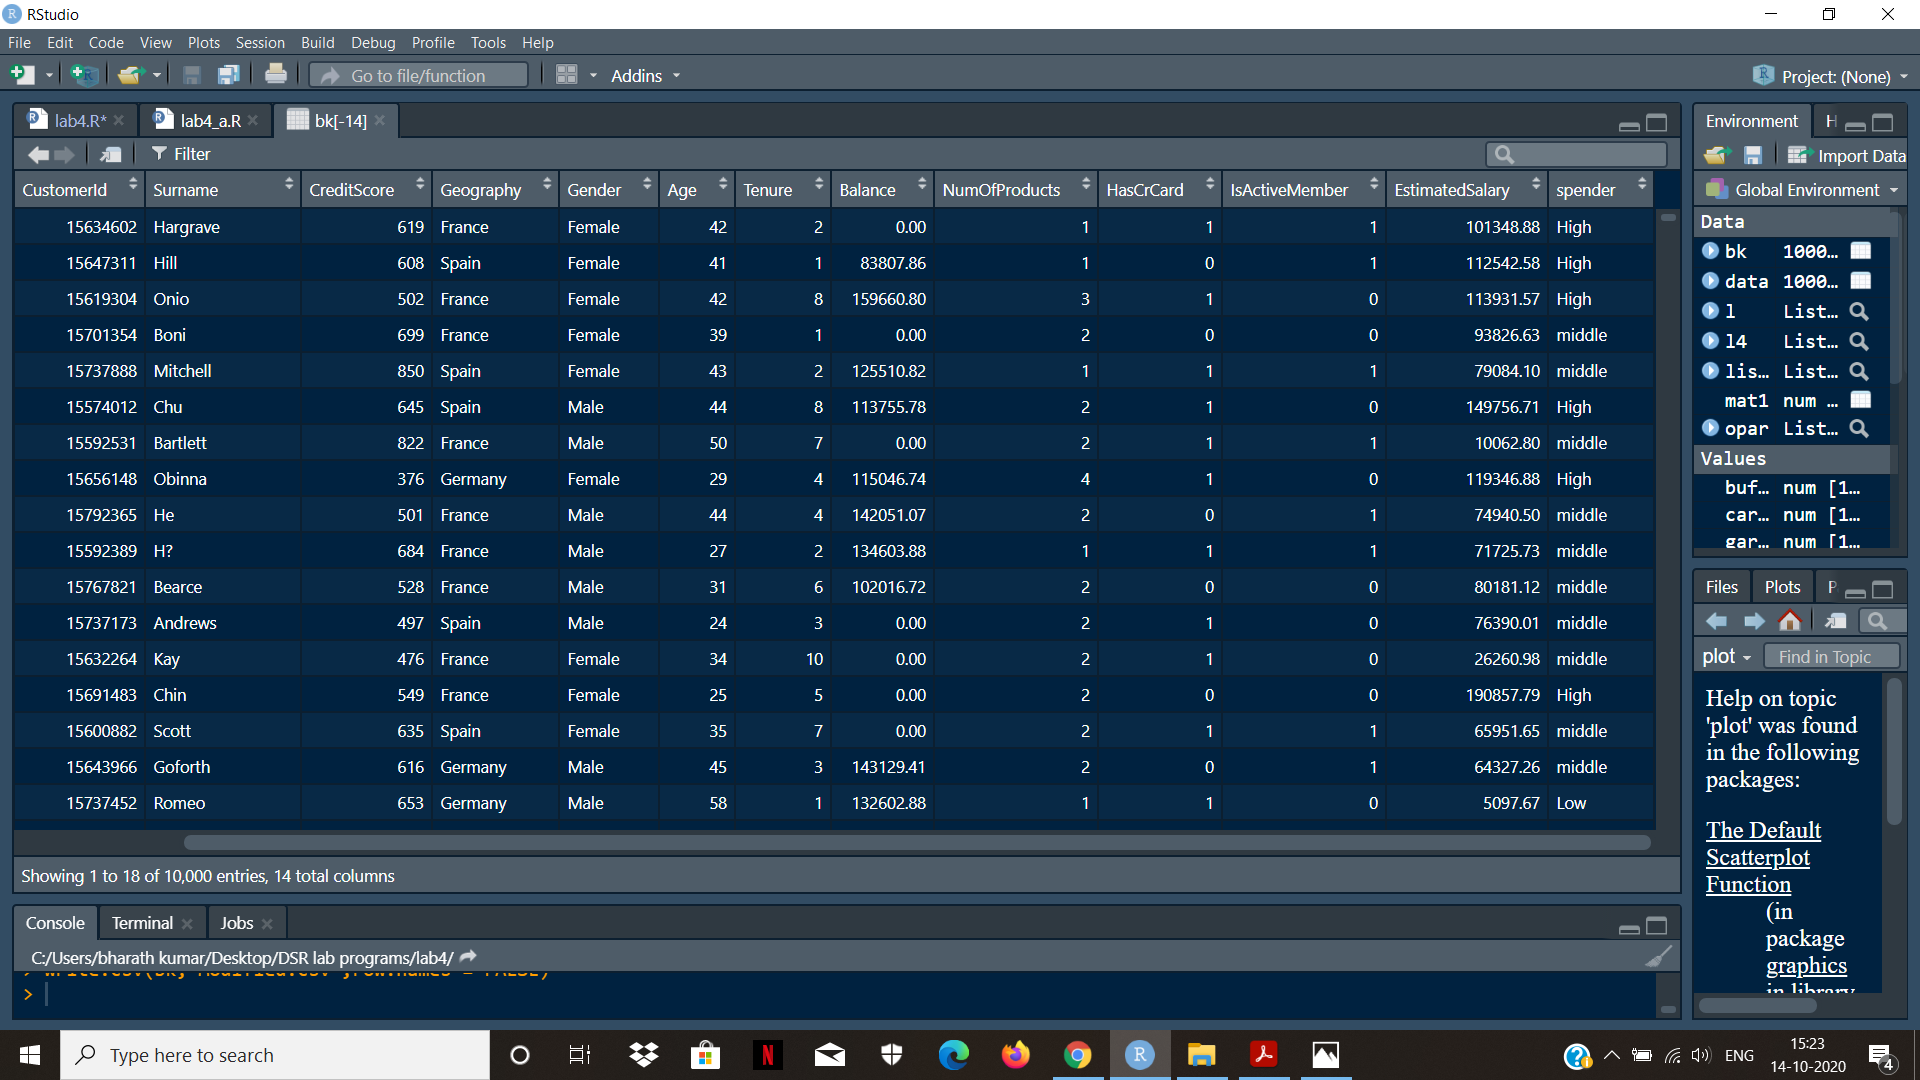 RStudio
File Edit Code View Plots Session Build Debug Profile Tools Help
Go to file/function Addins Project: (None)
lab4.R* lab4_a.R bk[-14]
Filter
CustomerId Surname CreditScore Geography Gender Age Tenure Balance NumOfProducts HasCrCard IsActiveMember EstimatedSalary spender
15634602 Hargrave 619 France Female 42 2 0.00 1 1 1 101348.88 High
15647311 Hill 608 Spain Female 41 1 83807.86 1 0 1 112542.58 High
15619304 Onio 502 France Female 42 8 159660.80 3 1 0 113931.57 High
15701354 Boni 699 France Female 39 1 0.00 2 0 0 93826.63 middle
15737888 Mitchell 850 Spain Female 43 2 125510.82 1 1 1 79084.10 middle
15574012 Chu 645 Spain Male 44 8 113755.78 2 1 0 149756.71 High
15592531 Bartlett 822 France Male 50 7 0.00 2 1 1 10062.80 middle
15656148 Obinna 376 Germany Female 29 4 115046.74 4 1 0 119346.88 High
15792365 He 501 France Male 44 4 142051.07 2 0 1 74940.50 middle
15592389 H? 684 France Male 27 2 134603.88 1 1 1 71725.73 middle
15767821 Bearce 528 France Male 31 6 102016.72 2 0 0 80181.12 middle
15737173 Andrews 497 Spain Male 24 3 0.00 2 1 0 76390.01 middle
15632264 Kay 476 France Female 34 10 0.00 2 1 0 26260.98 middle
15691483 Chin 549 France Female 25 5 0.00 2 0 0 190857.79 High
15600882 Scott 635 Spain Female 35 7 0.00 2 1 1 65951.65 middle
15643966 Goforth 616 Germany Male 45 3 143129.41 2 0 1 64327.26 middle
15737452 Romeo 653 Germany Male 58 1 132602.88 1 1 0 5097.67 Low
Showing 1 to 18 of 10,000 entries, 14 total columns
Console Terminal Jobs
C:/Users/bharath kumar/Desktop/DSR lab programs/lab4/
>
Environment H
Import Data
Global Environment
Data
bk 1000…
data 1000…
l List…
l4 List…
lis… List…
mat1 num …
opar List…
Values
buf… num [1…
car… num [1…
gar… num [1…
Files Plots P
plot Find in Topic
Help on topic
'plot' was found
in the following
packages:
The Default
Scatterplot
Function
(in
package
graphics
in library
Type here to search
ENG
15:23
14-10-2020
4